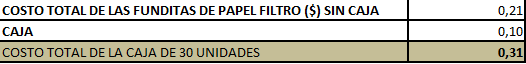 COSTO TOTAL DE LAS FUNDITAS DE PAPEL FILTRO ($) SIN CAJA 0,21
CAJA 0,10
COSTO TOTAL DE LA CAJA DE 30 UNIDADES 0,31